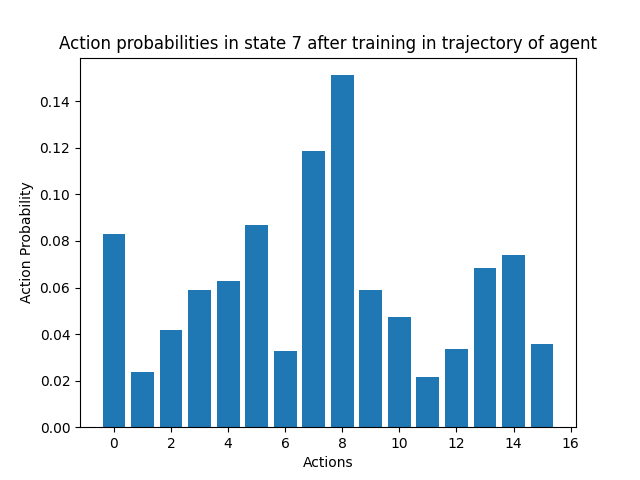 Action probabilities in state 7 after training in trajectory of agent
0.14
0.12
0.10
0.08
0.06
0.04
0.02
0.00
Action Probability
0 2 4 6 8 10 12 14 16
Actions